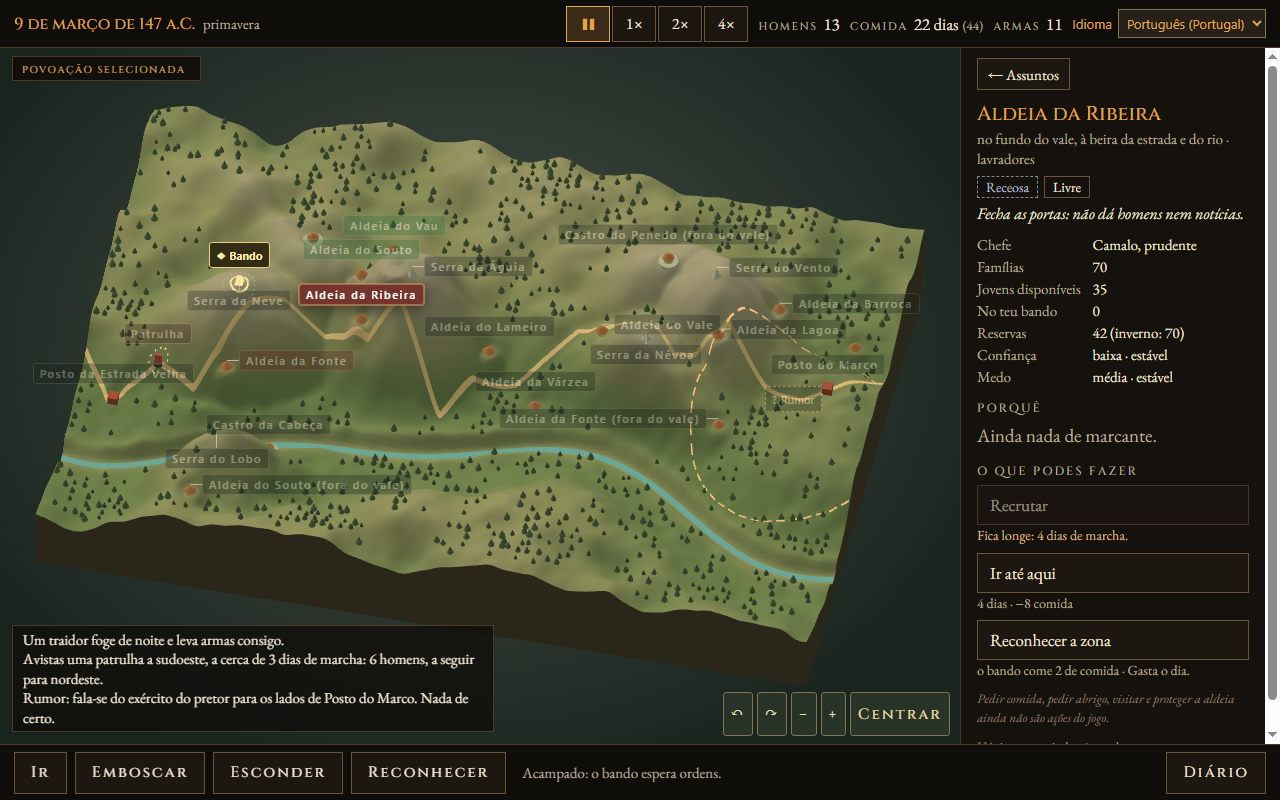 9 DE MARÇO DE 147 A.C. primavera
1× 2× 4×
HOMENS 13 COMIDA 22 dias (44) ARMAS 11 Idioma Português (Portugal)
POVOAÇÃO SELECIONADA
Aldeia do Vau
Castro do Penedo (fora do vale)
Aldeia do Souto
◆ Bando
Serra da Águia
Serra do Vento
Serra da Neve
Aldeia da Ribeira
Aldeia da Barroca
Patrulha
Aldeia do Lameiro
Aldeia do Vale
Aldeia da Lagoa
Aldeia da Fonte
Serra da Névoa
Posto da Estrada Velha
Posto do Marco
Aldeia da Várzea
? Rumor
Castro da Cabeça
Aldeia da Fonte (fora do vale)
Serra do Lobo
Aldeia do Souto (fora do vale)
Um traidor foge de noite e leva armas consigo.
Avistas uma patrulha a sudoeste, a cerca de 3 dias de marcha: 6 homens, a seguir
para nordeste.
Rumor: fala-se do exército do pretor para os lados de Posto do Marco. Nada de
certo.
− + CENTRAR
← Assuntos
ALDEIA DA RIBEIRA
no fundo do vale, à beira da estrada e do rio ·
lavradores
Receosa Livre
Fecha as portas: não dá homens nem notícias.
Chefe Camalo, prudente
Famílias 70
Jovens disponíveis 35
No teu bando 0
Reservas 42 (inverno: 70)
Confiança baixa · estável
Medo média · estável
PORQUÊ
Ainda nada de marcante.
O QUE PODES FAZER
Recrutar
Fica longe: 4 dias de marcha.
Ir até aqui
4 dias · −8 comida
Reconhecer a zona
o bando come 2 de comida · Gasta o dia.
Pedir comida, pedir abrigo, visitar e proteger a aldeia
ainda não são ações do jogo.
IR EMBOSCAR ESCONDER RECONHECER Acampado: o bando espera ordens. DIÁRIO